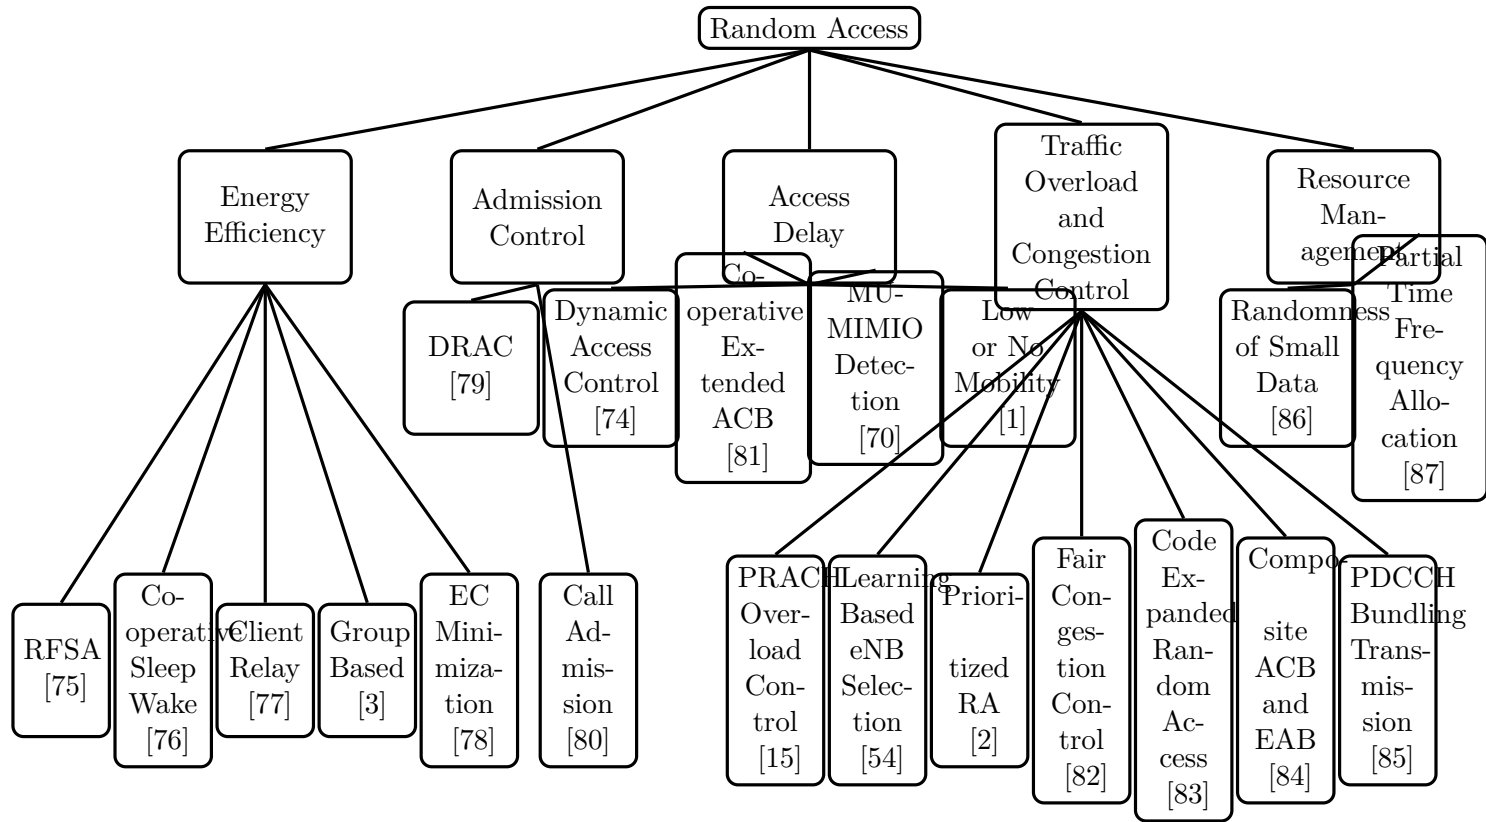 Random Access
Energy
Efficiency
Admission
Control
Access
Delay
Traffic
Overload
and
Congestion
Control
Resource
Man-
agement
DRAC
[79]
Dynamic
Access
Control
[74]
Co-
operative
Ex-
tended
ACB
[81]
MU-
MIMIO
Detec-
tion
[70]
Low
or No
Mobility
[1]
Randomness
of Small
Data
[86]
Partial
Time
Fre-
quency
Allo-
cation
[87]
RFSA
[75]
Co-
operative
Sleep
Wake
[76]
Client
Relay
[77]
Group
Based
[3]
EC
Mini-
miza-
tion
[78]
Call
Ad-
mis-
sion
[80]
PRACH
Over-
load
Con-
trol
[15]
Learning
Based
eNB
Selec-
tion
[54]
Priori-
tized
RA
[2]
Fair
Con-
ges-
tion
Con-
trol
[82]
Code
Ex-
panded
Ran-
dom
Ac-
cess
[83]
Compo-
site
ACB
and
EAB
[84]
PDCCH
Bundling
Trans-
mis-
sion
[85]